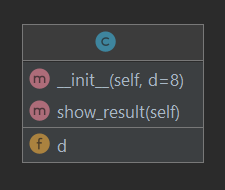 C
m __init__(self, d=8)
m show_result(self)
f d